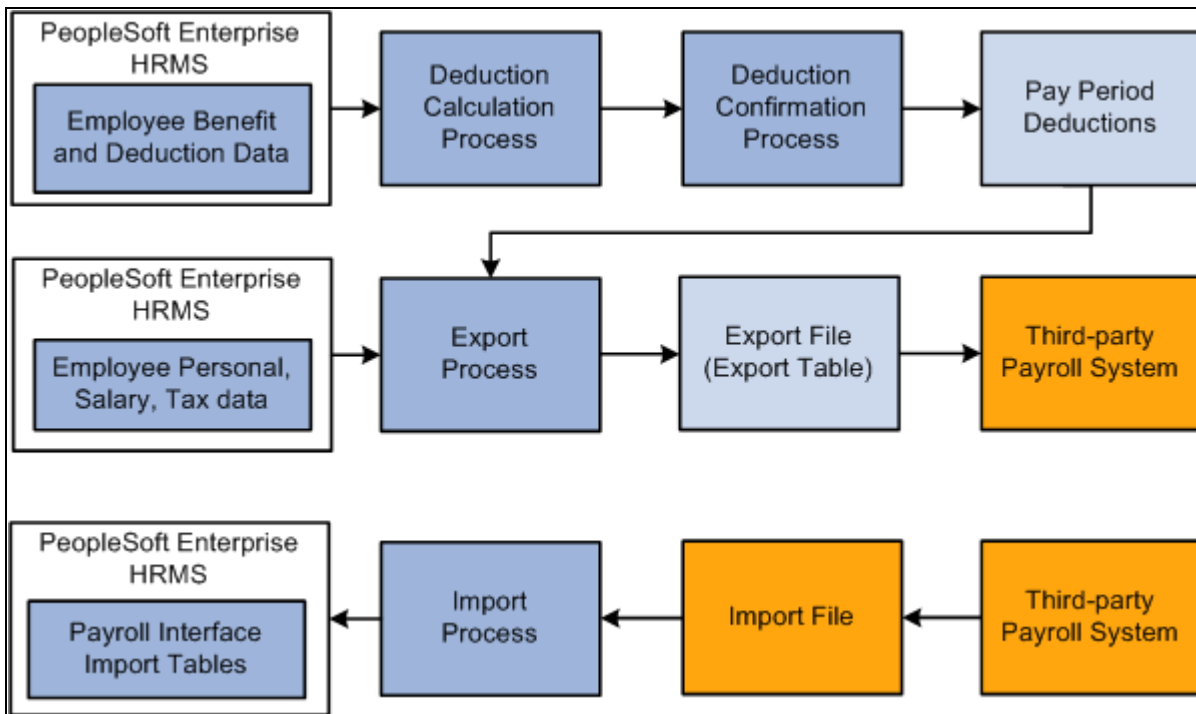 PeopleSoft Enterprise
HRMS
Employee Benefit
and Deduction Data
Deduction
Calculation
Process
Deduction
Confirmation
Process
Pay Period
Deductions
PeopleSoft Enterprise
HRMS
Employee Personal,
Salary, Tax data
Export
Process
Export File
(Export Table)
Third-party
Payroll System
PeopleSoft Enterprise
HRMS
Payroll Interface
Import Tables
Import
Process
Import File
Third-party
Payroll System